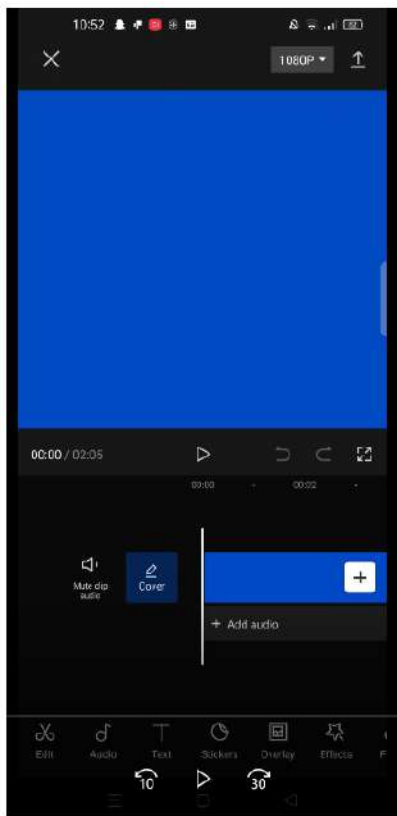 10:52
1080P
00:00 / 02:05
00:00
00:02
Mute clip
audio
Cover
+ Add audio
Edit
Audio
Text
Stickers
Overlay
Effects
F
10
30